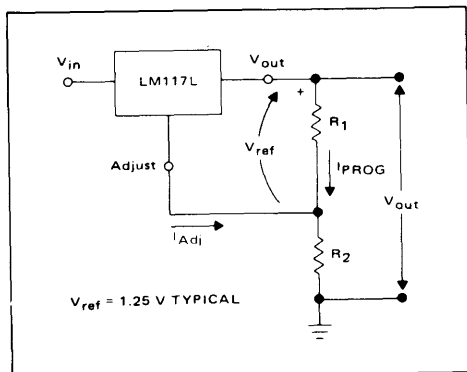 Vin
LM117L
Vout
+
R1
Vref
Adjust
IPROG
Vout
IAdj
R2
Vref = 1.25 V TYPICAL